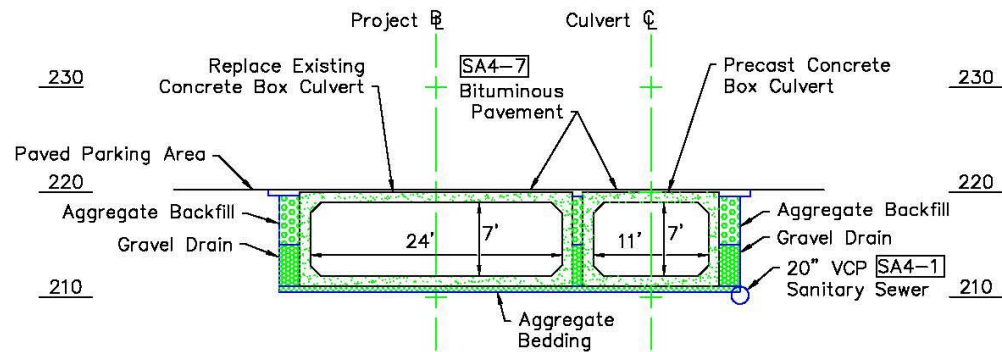 Project ℄
Culvert ℄
230
Replace Existing
Concrete Box Culvert
SA4-7
Bituminous
Pavement
Precast Concrete
Box Culvert
230
Paved Parking Area
220
220
Aggregate Backfill
Gravel Drain
24'
7'
11'
7'
Aggregate Backfill
Gravel Drain
20" VCP SA4-1
Sanitary Sewer
210
210
Aggregate
Bedding